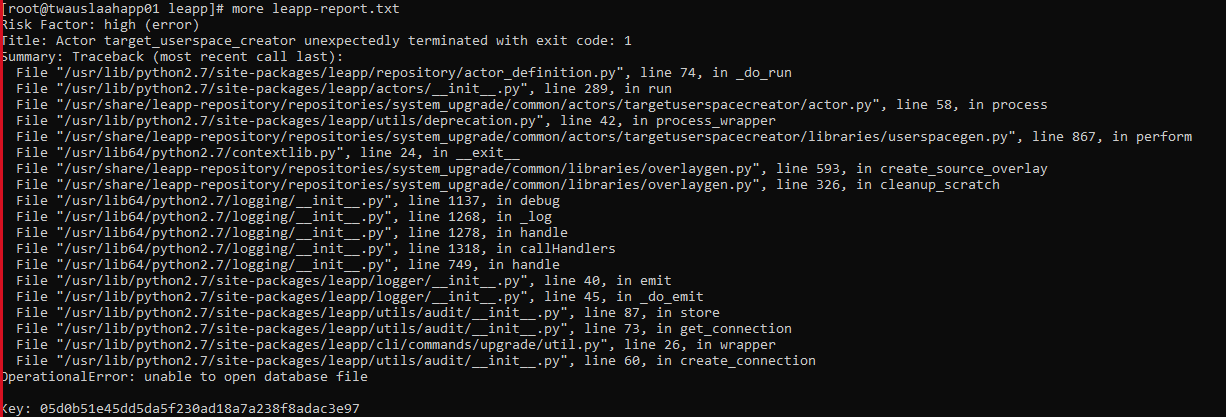 [root@twauslaahapp01 leapp]# more leapp-report.txt
Risk Factor: high (error)
Title: Actor target_userspace_creator unexpectedly terminated with exit code: 1
Summary: Traceback (most recent call last):
  File "/usr/lib/python2.7/site-packages/leapp/repository/actor_definition.py", line 74, in _do_run
  File "/usr/lib/python2.7/site-packages/leapp/actors/__init__.py", line 289, in run
  File "/usr/share/leapp-repository/repositories/system_upgrade/common/actors/targetuserspacecreator/actor.py", line 58, in process
  File "/usr/lib/python2.7/site-packages/leapp/utils/deprecation.py", line 42, in process_wrapper
  File "/usr/share/leapp-repository/repositories/system_upgrade/common/actors/targetuserspacecreator/libraries/userspacegen.py", line 867, in perform
  File "/usr/lib64/python2.7/contextlib.py", line 24, in __exit__
  File "/usr/share/leapp-repository/repositories/system_upgrade/common/libraries/overlaygen.py", line 593, in create_source_overlay
  File "/usr/share/leapp-repository/repositories/system_upgrade/common/libraries/overlaygen.py", line 326, in cleanup_scratch
  File "/usr/lib64/python2.7/logging/__init__.py", line 1137, in debug
  File "/usr/lib64/python2.7/logging/__init__.py", line 1268, in _log
  File "/usr/lib64/python2.7/logging/__init__.py", line 1278, in handle
  File "/usr/lib64/python2.7/logging/__init__.py", line 1318, in callHandlers
  File "/usr/lib64/python2.7/logging/__init__.py", line 749, in handle
  File "/usr/lib/python2.7/site-packages/leapp/logger/__init__.py", line 40, in emit
  File "/usr/lib/python2.7/site-packages/leapp/logger/__init__.py", line 45, in _do_emit
  File "/usr/lib/python2.7/site-packages/leapp/utils/audit/__init__.py", line 87, in store
  File "/usr/lib/python2.7/site-packages/leapp/utils/audit/__init__.py", line 73, in get_connection
  File "/usr/lib/python2.7/site-packages/leapp/cli/commands/upgrade/util.py", line 26, in wrapper
  File "/usr/lib/python2.7/site-packages/leapp/utils/audit/__init__.py", line 60, in create_connection
OperationalError: unable to open database file

Key: 05d0b51e45dd5da5f230ad18a7a238f8adac3e97